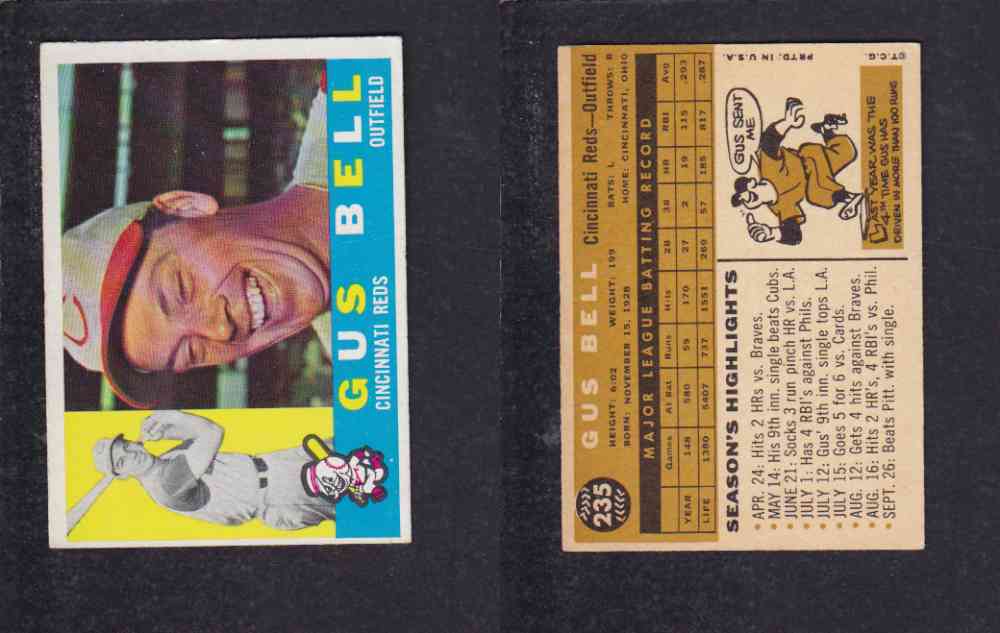 C
GUS BELL
CINCINNATI REDS OUTFIELD
235
GUS BELL Cincinnati Reds—Outfield
HEIGHT: 6:02 WEIGHT: 199 BATS: L THROWS: R
BORN: NOVEMBER 15, 1928 HOME: CINCINNATI, OHIO
MAJOR LEAGUE BATTING RECORD
Games At Bat Runs Hits 2B 3B HR RBI Avg
YEAR 148 580 59 170 27 2 19 115 .293
LIFE 1380 5407 737 1551 269 57 185 817 .287
SEASON'S HIGHLIGHTS
• APR. 24: Hits 2 HRs vs. Braves.
• MAY 14: His 9th inn. single beats Cubs.
• JUNE 21: Socks 3 run pinch HR vs. L.A.
• JULY 1: Has 4 RBI's against Phils.
• JULY 12: Gus' 9th inn. single tops L.A.
• JULY 15: Goes 5 for 6 vs. Cards.
• AUG. 12: Gets 4 hits against Braves.
• AUG. 16: Hits 2 HR's, 4 RBI's vs. Phil.
• SEPT. 26: Beats Pitt. with single.
GUS SENT
ME
LAST YEAR WAS THE
4TH TIME GUS HAS
DRIVEN IN MORE THAN 100 RUNS
©T.C.G. PRTD. IN U.S.A.